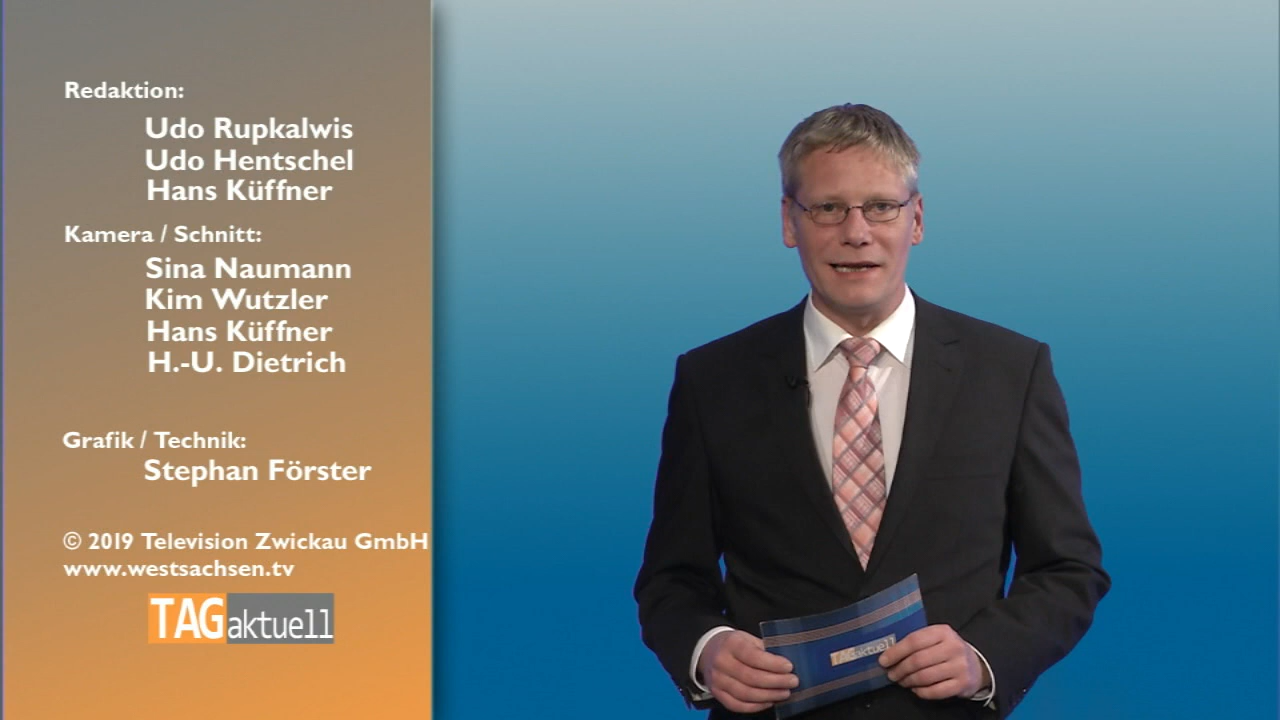 Redaktion:
Udo Rupkalwis
Udo Hentschel
Hans Küffner
Kamera / Schnitt:
Sina Naumann
Kim Wutzler
Hans Küffner
H.-U. Dietrich
Grafik / Technik:
Stephan Förster
© 2019 Television Zwickau GmbH
www.westsachsen.tv
TAGaktuell
TAGaktuell